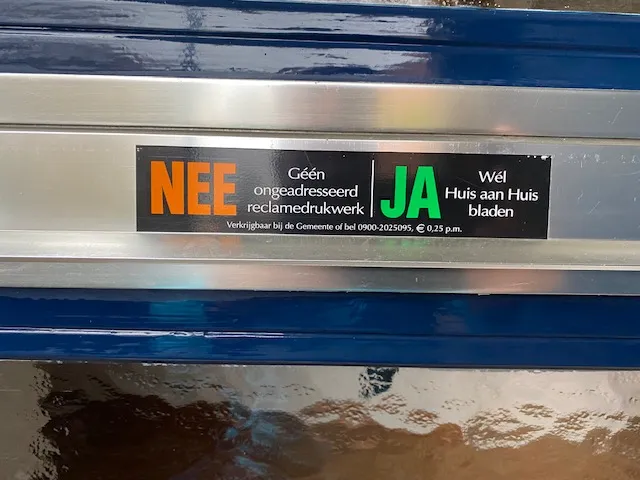 NEE
Géén
ongeadresseerd
reclamedrukwerk
JA
Wél
Huis aan Huis
bladen
Verkrijgbaar bij de Gemeente of bel 0900-2025095, € 0,25 p.m.